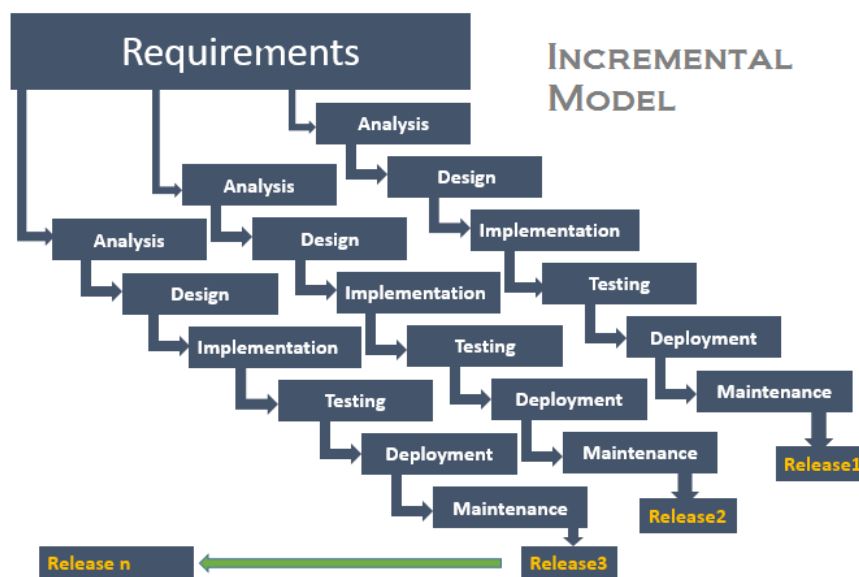 Requirements
INCREMENTAL
MODEL
Analysis
Design
Implementation
Testing
Deployment
Maintenance
Release1
Analysis
Design
Implementation
Testing
Deployment
Maintenance
Release2
Analysis
Design
Implementation
Testing
Deployment
Maintenance
Release3
Release n